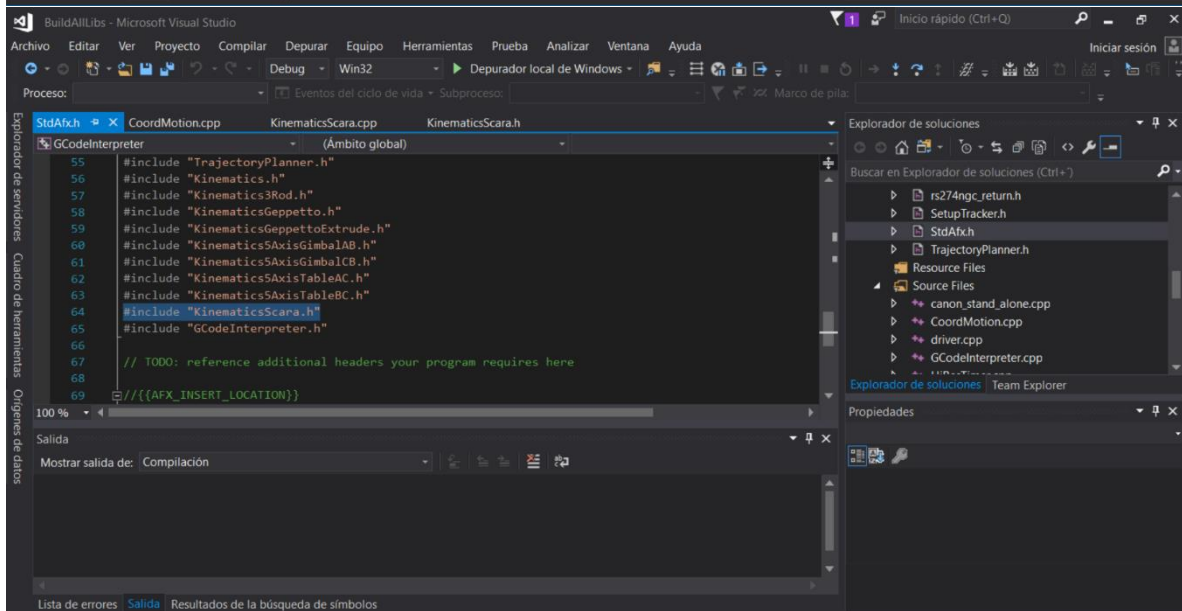 BuildAllLibs - Microsoft Visual Studio
1
Inicio rápido (Ctrl+Q)
Archivo Editar Ver Proyecto Compilar Depurar Equipo Herramientas Prueba Analizar Ventana Ayuda
Iniciar sesión
Debug Win32 Depurador local de Windows
Proceso: Eventos del ciclo de vida Subproceso: Marco de pila:
Explorador de servidores
Cuadro de herramientas
Orígenes de datos
StdAfx.h CoordMotion.cpp KinematicsScara.cpp KinematicsScara.h
GCodeInterpreter (Ámbito global)
55 #include "TrajectoryPlanner.h"
56 #include "Kinematics.h"
57 #include "Kinematics3Rod.h"
58 #include "KinematicsGeppetto.h"
59 #include "KinematicsGeppettoExtrude.h"
60 #include "Kinematics5AxisGimbalAB.h"
61 #include "Kinematics5AxisGimbalCB.h"
62 #include "Kinematics5AxisTableAC.h"
63 #include "Kinematics5AxisTableBC.h"
64 #include "KinematicsScara.h"
65 #include "GCodeInterpreter.h"
66
67 // TODO: reference additional headers your program requires here
68
69 //{{AFX_INSERT_LOCATION}}
100 %
Salida
Mostrar salida de: Compilación
Lista de errores Salida Resultados de la búsqueda de símbolos
Explorador de soluciones
Buscar en Explorador de soluciones (Ctrl+´)
rs274ngc_return.h
SetupTracker.h
StdAfx.h
TrajectoryPlanner.h
Resource Files
Source Files
canon_stand_alone.cpp
CoordMotion.cpp
driver.cpp
GCodeInterpreter.cpp
Explorador de soluciones Team Explorer
Propiedades